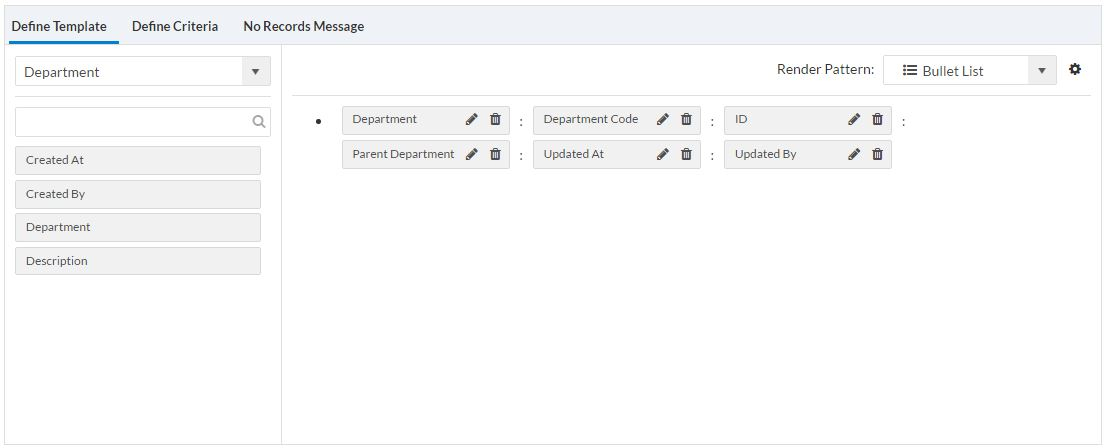 Define Template Define Criteria No Records Message
Department
Render Pattern: Bullet List
• Department : Department Code : ID :
Parent Department : Updated At : Updated By
Created At
Created By
Department
Description